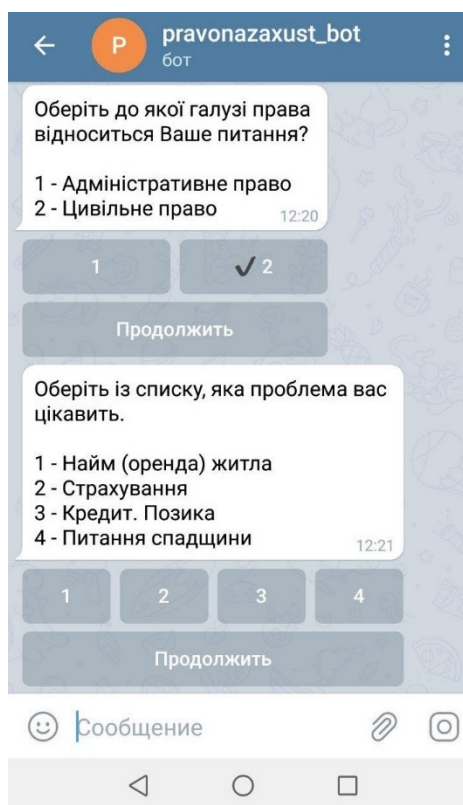 P
pravonazaxust_bot
бот
Оберіть до якої галузі права
відноситься Ваше питання?
1 - Адміністративне право
2 - Цивільне право
12:20
1
✔ 2
Продолжить
Оберіть із списку, яка проблема вас
цікавить.
1 - Найм (оренда) житла
2 - Страхування
3 - Кредит. Позика
4 - Питання спадщини
12:21
1 2 3 4
Продолжить
Сообщение